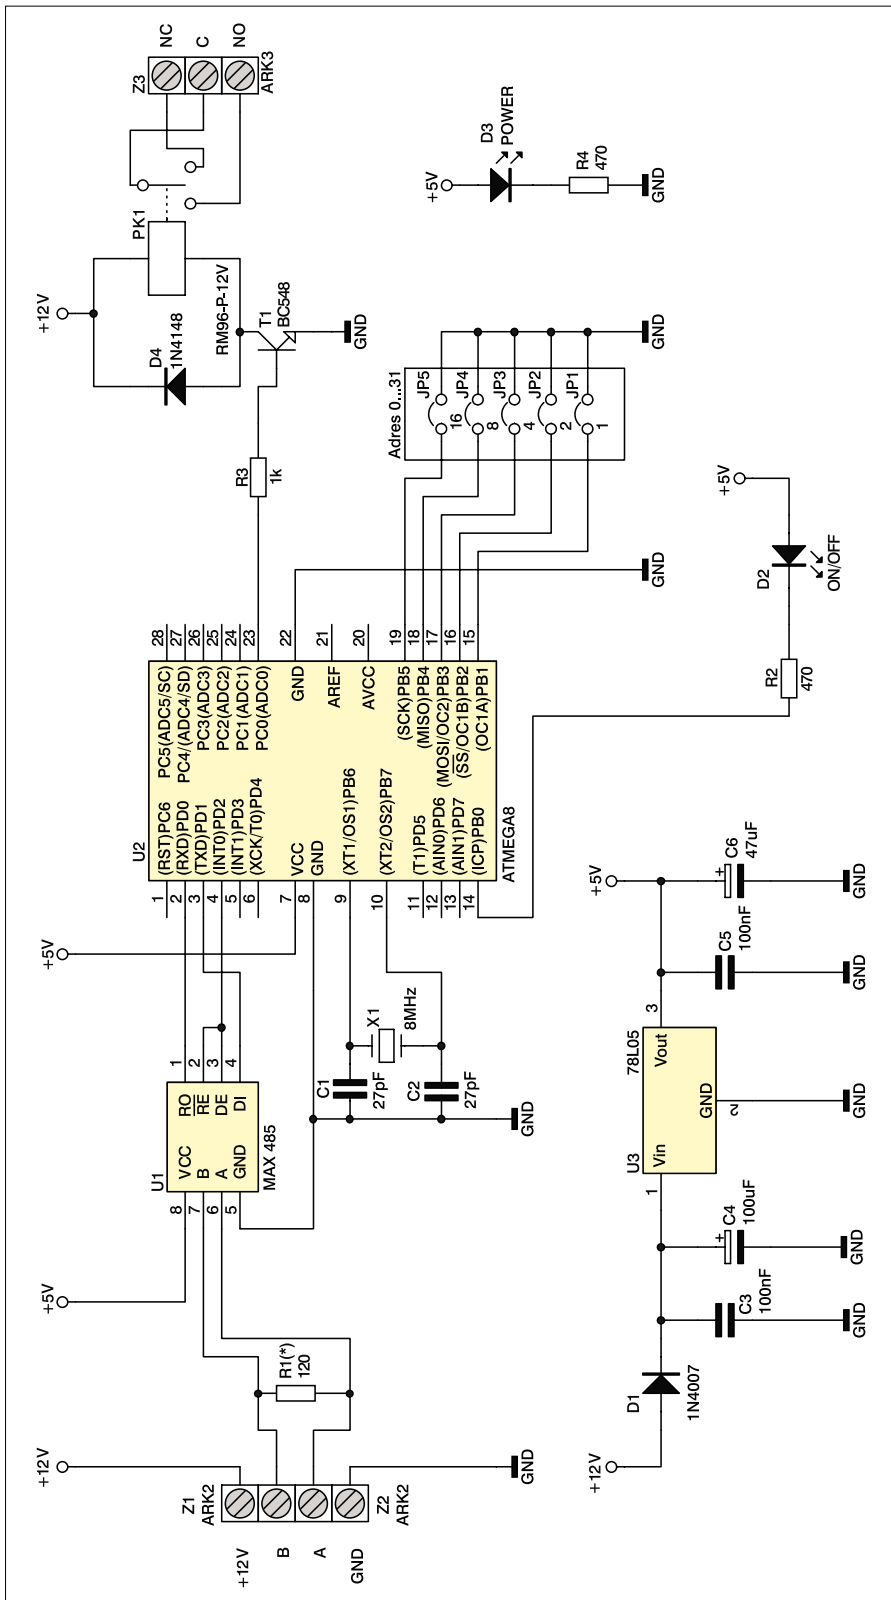 +12V
B
A
GND
Z1
ARK2
Z2
ARK2
+12V
GND
R1(*)
120
+5V
U1
8
7
6
5
VCC
B
A
GND
RO
RE
DE
DI
1
2
3
4
MAX 485
+5V
C1
27pF
C2
27pF
X1
8MHz
GND
U2
1
2
3
4
5
6
7
8
9
10
11
12
13
14
(RST)PC6
(RXD)PD0
(TXD)PD1
(INT0)PD2
(INT1)PD3
(XCK/T0)PD4
VCC
GND
(XT1/OS1)PB6
(XT2/OS2)PB7
(T1)PD5
(AIN0)PD6
(AIN1)PD7
(ICP)PB0
PC5(ADC5/SC)
PC4/(ADC4/SD)
PC3(ADC3)
PC2(ADC2)
PC1(ADC1)
PC0(ADC0)
GND
AREF
AVCC
(SCK)PB5
(MISO)PB4
(MOSI/OC2)PB3
(SS/OC1B)PB2
(OC1A)PB1
28
27
26
25
24
23
22
21
20
19
18
17
16
15
ATMEGA8
R3
1k
+12V
D4
1N4148
PK1
RM96-P-12V
T1
BC548
GND
Z3
NC
C
NO
ARK3
Adres 0...31
16
JP5
8
JP4
4
JP3
2
JP2
1
JP1
GND
GND
+5V
D3
POWER
R4
470
GND
+12V
D1
1N4007
C3
100nF
GND
+
C4
100uF
GND
U3
78L05
1
Vin
GND
2
Vout
3
GND
+5V
C5
100nF
GND
+
C6
47uF
GND
R2
470
D2
ON/OFF
+5V